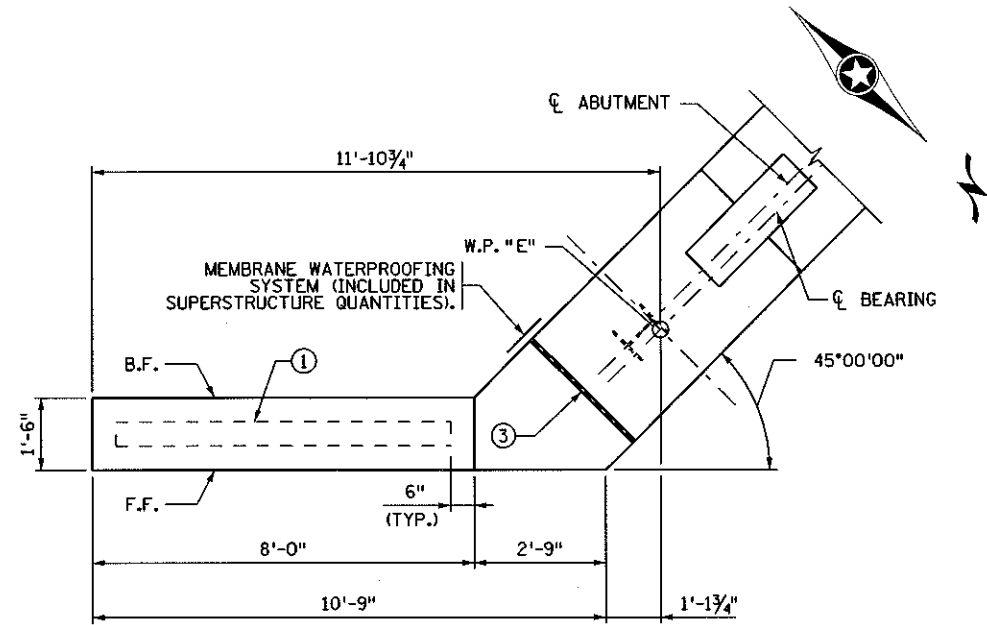 ℄ ABUTMENT
11'-10¾"
W.P. "E"
MEMBRANE WATERPROOFING
SYSTEM (INCLUDED IN
SUPERSTRUCTURE QUANTITIES).
℄ BEARING
B.F.
1
45°00'00"
1'-6"
3
F.F.
6"
(TYP.)
8'-0"
2'-9"
10'-9"
1'-1¾"